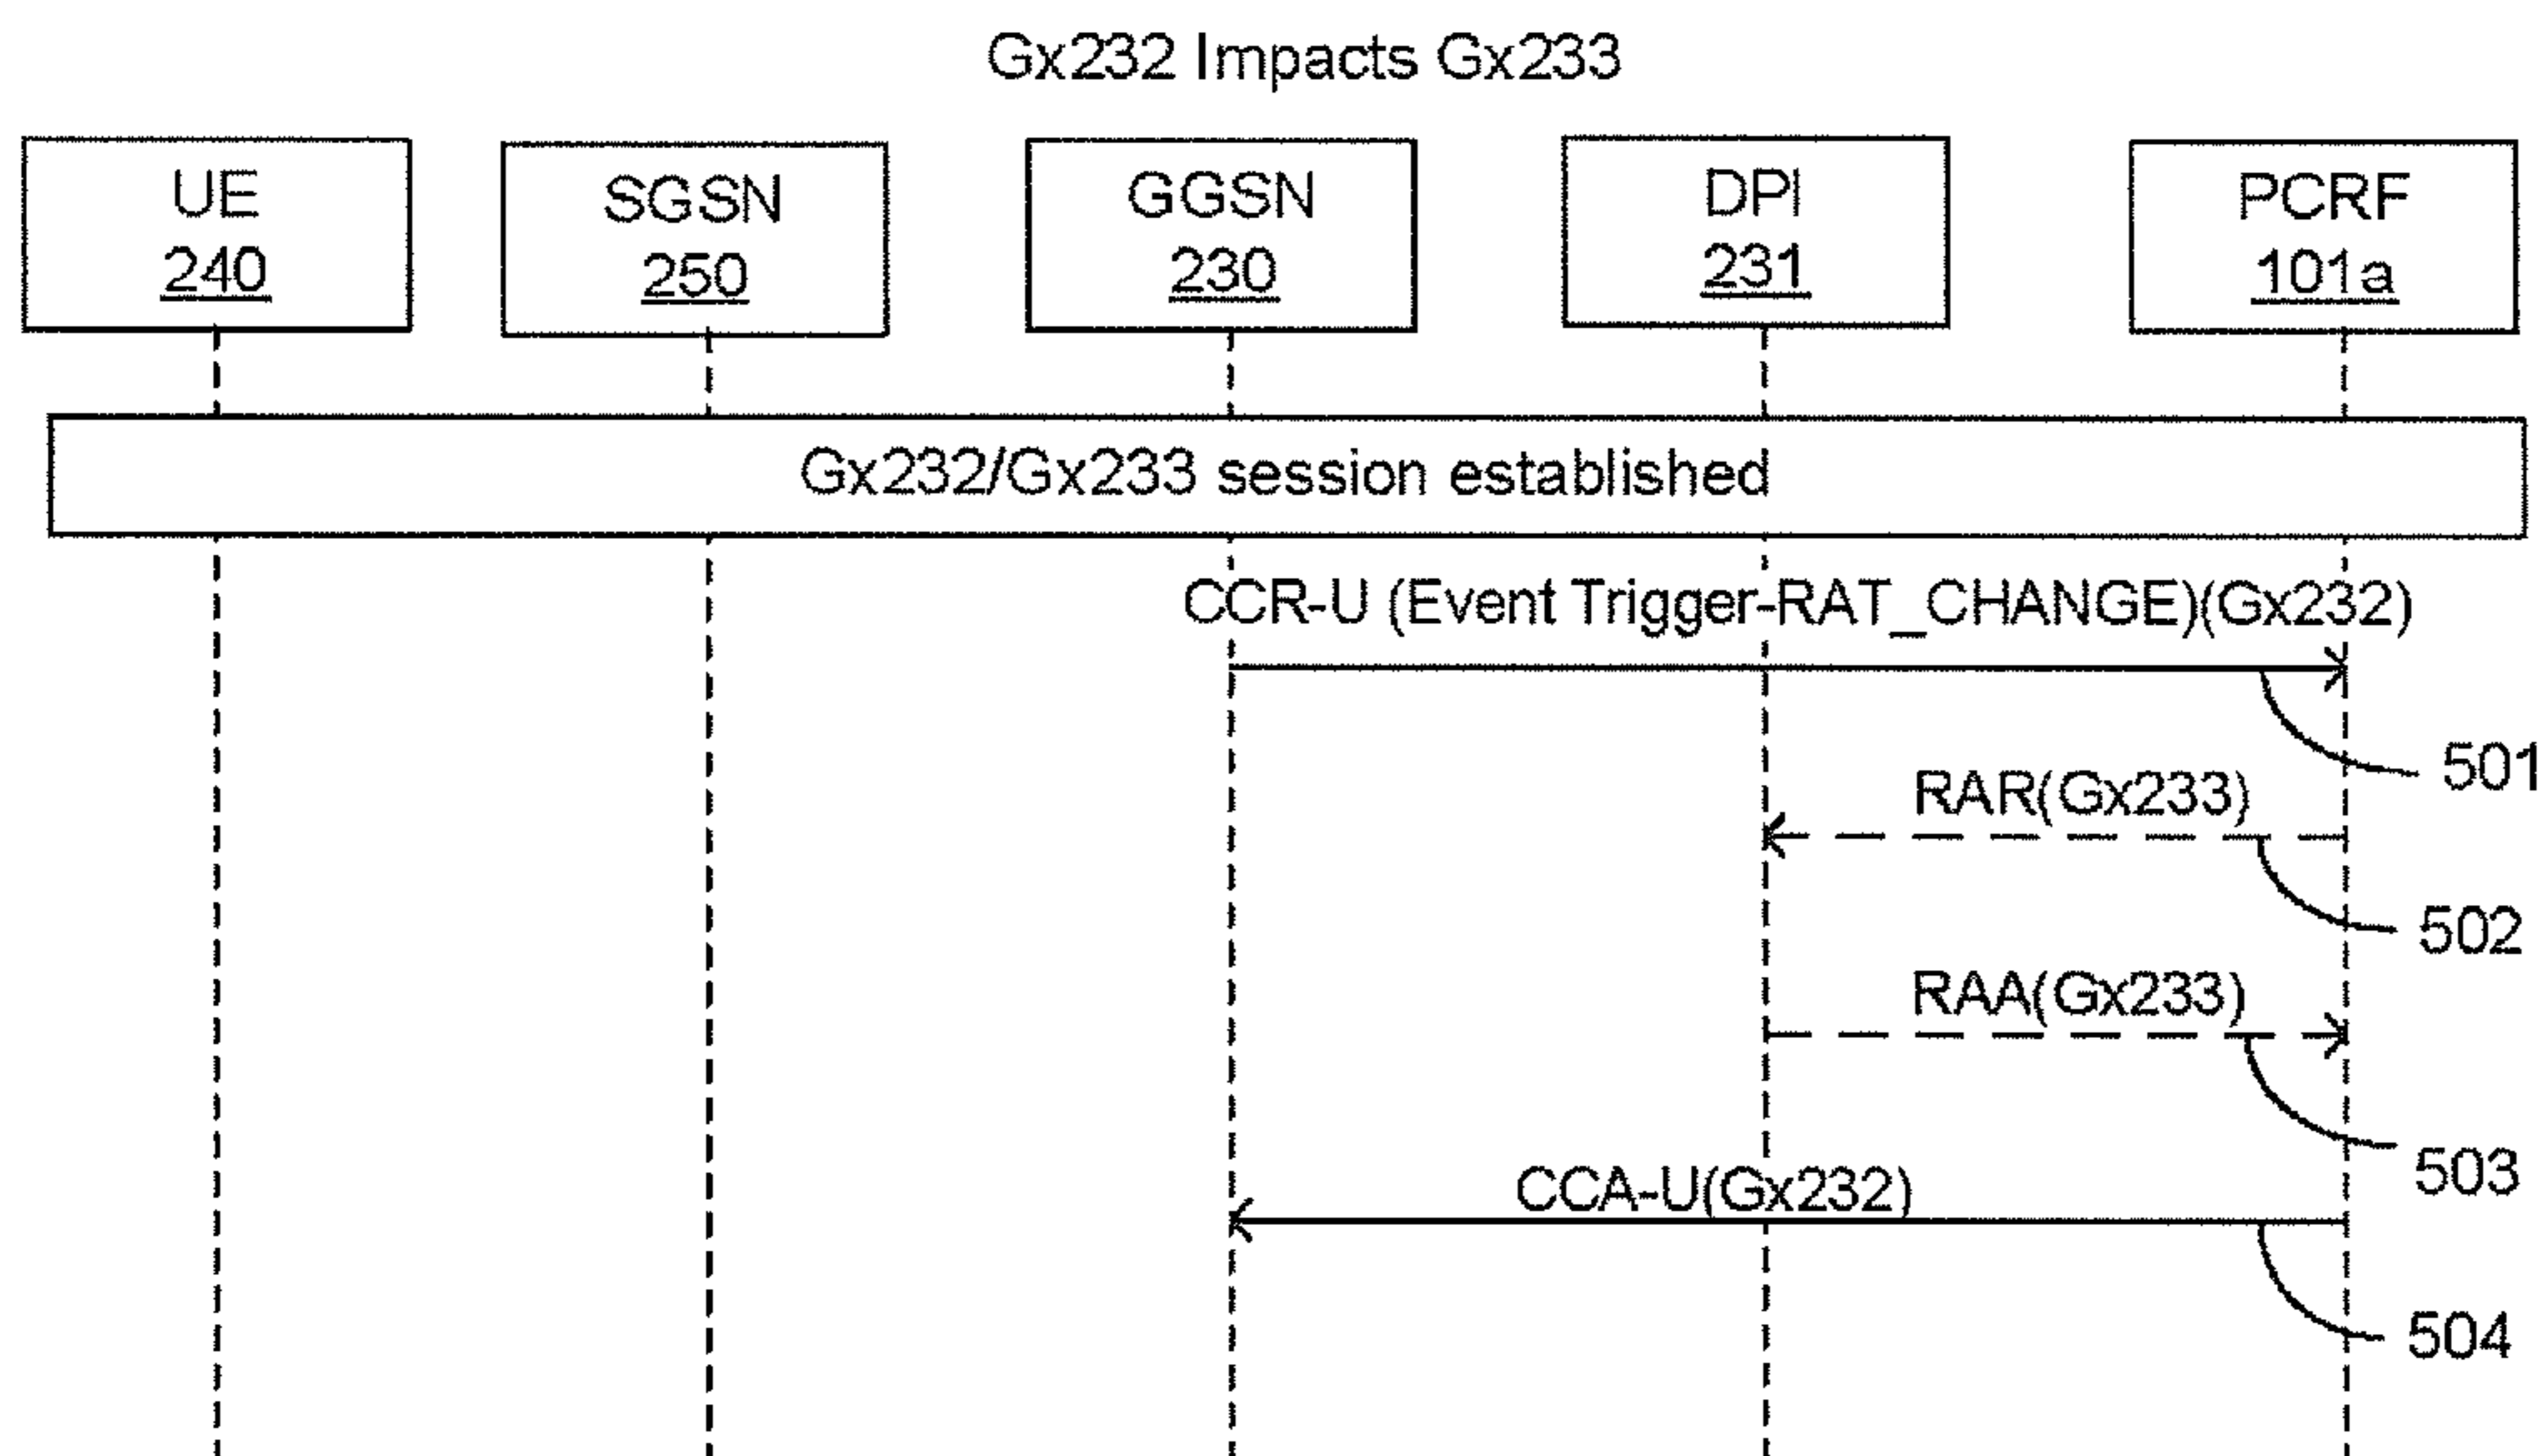 Gx232 Impacts Gx233
UE
240
SGSN
250
GGSN
230
DPI
231
PCRF
101a
Gx232/Gx233 session established
CCR-U (Event Trigger-RAT_CHANGE)(Gx232)
501
RAR(Gx233)
502
RAA(Gx233)
503
CCA-U(Gx232)
504